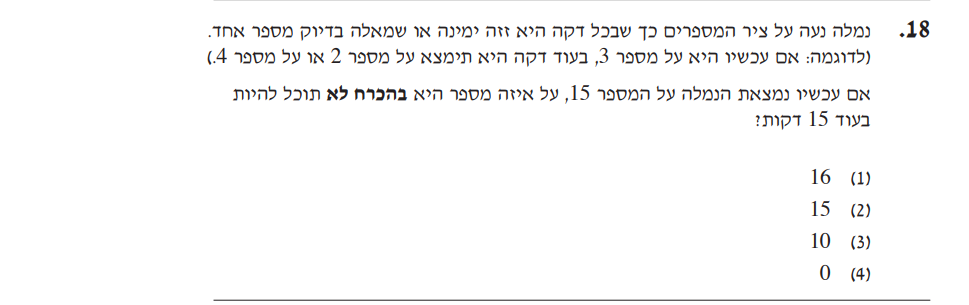 18. נמלה נעה על ציר המספרים כך שבכל דקה היא זזה ימינה או שמאלה בדיוק מספר אחד.
(לדוגמה: אם עכשיו היא על מספר 3, בעוד דקה היא תימצא על מספר 2 או על מספר 4.)
אם עכשיו נמצאת הנמלה על המספר 15, על איזה מספר היא בהכרח לא תוכל להיות
בעוד 15 דקות?
(1) 16
(2) 15
(3) 10
(4) 0